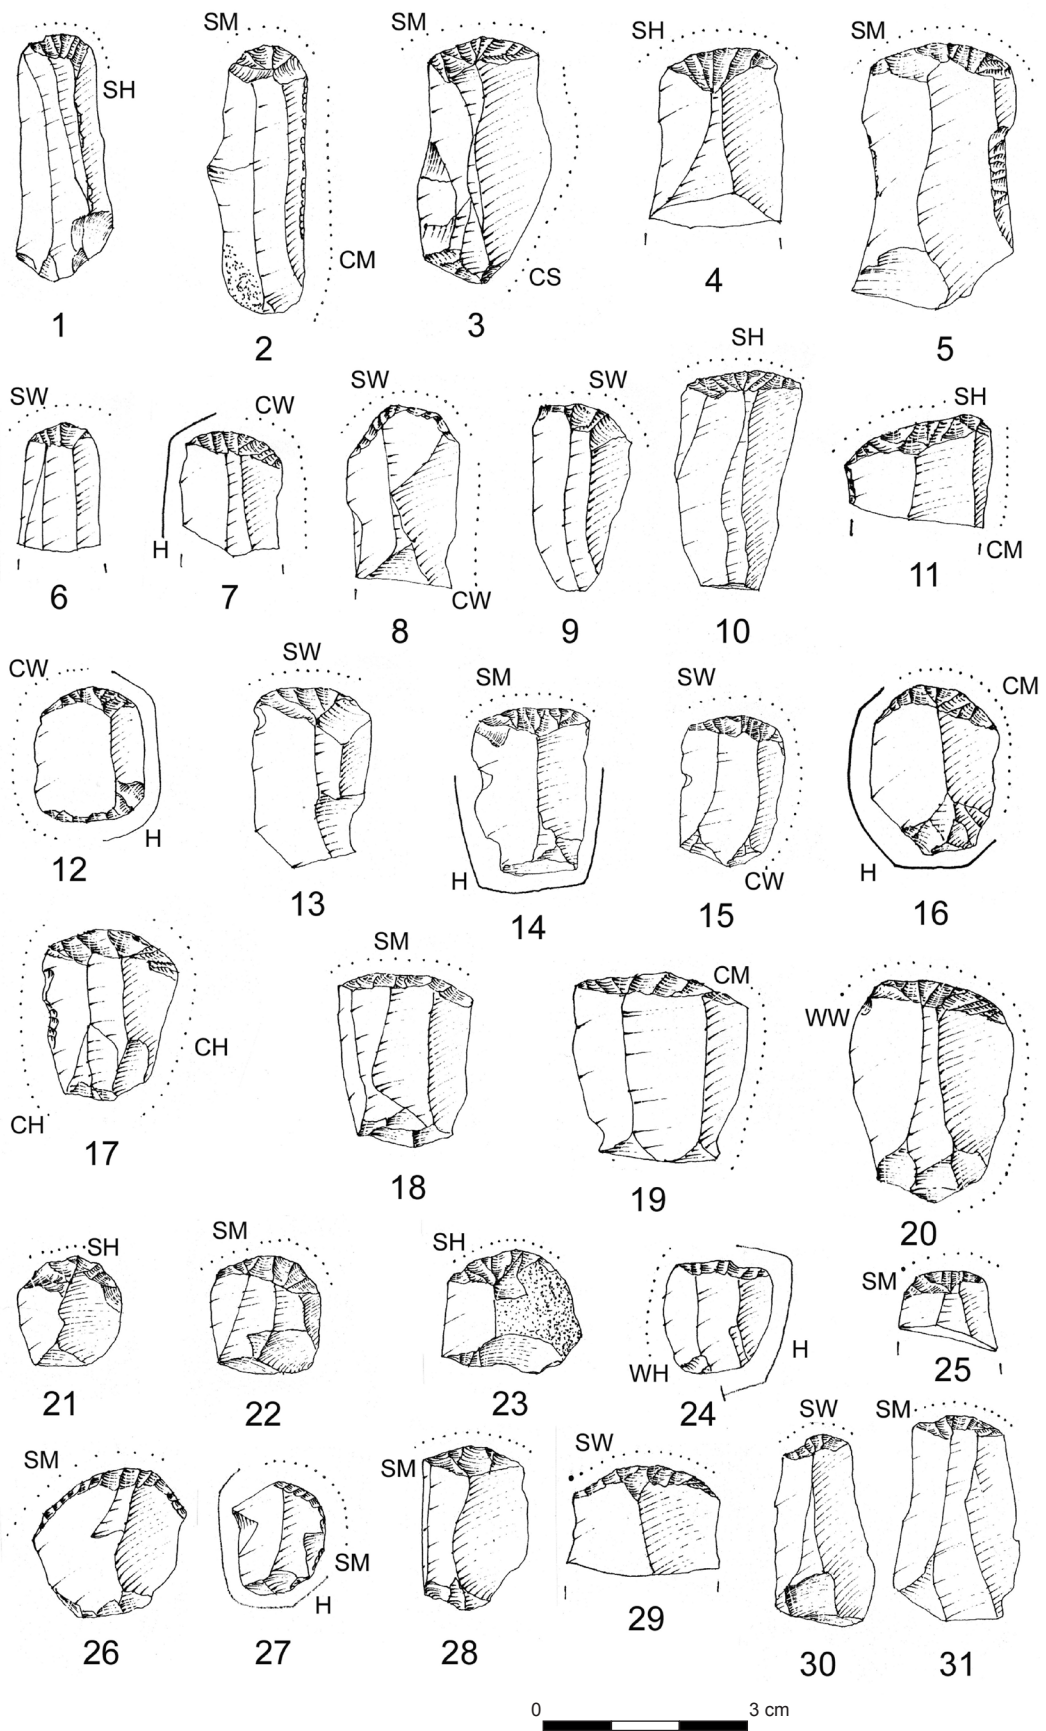 SM SM SH SM
SH
CM CS
1 2 3 4 5
SW CW SW SW SH SH
H CW CM
6 7 8 9 10 11
CW SW SM SW CM
H H CW H
12 13 14 15 16
SM CM WW
CH
CH
17 18 19 20
SH SM SH SM
WH H
21 22 23 24 25
SM SM SW SW SM
SM
H
26 27 28 29 30 31
0 3 cm